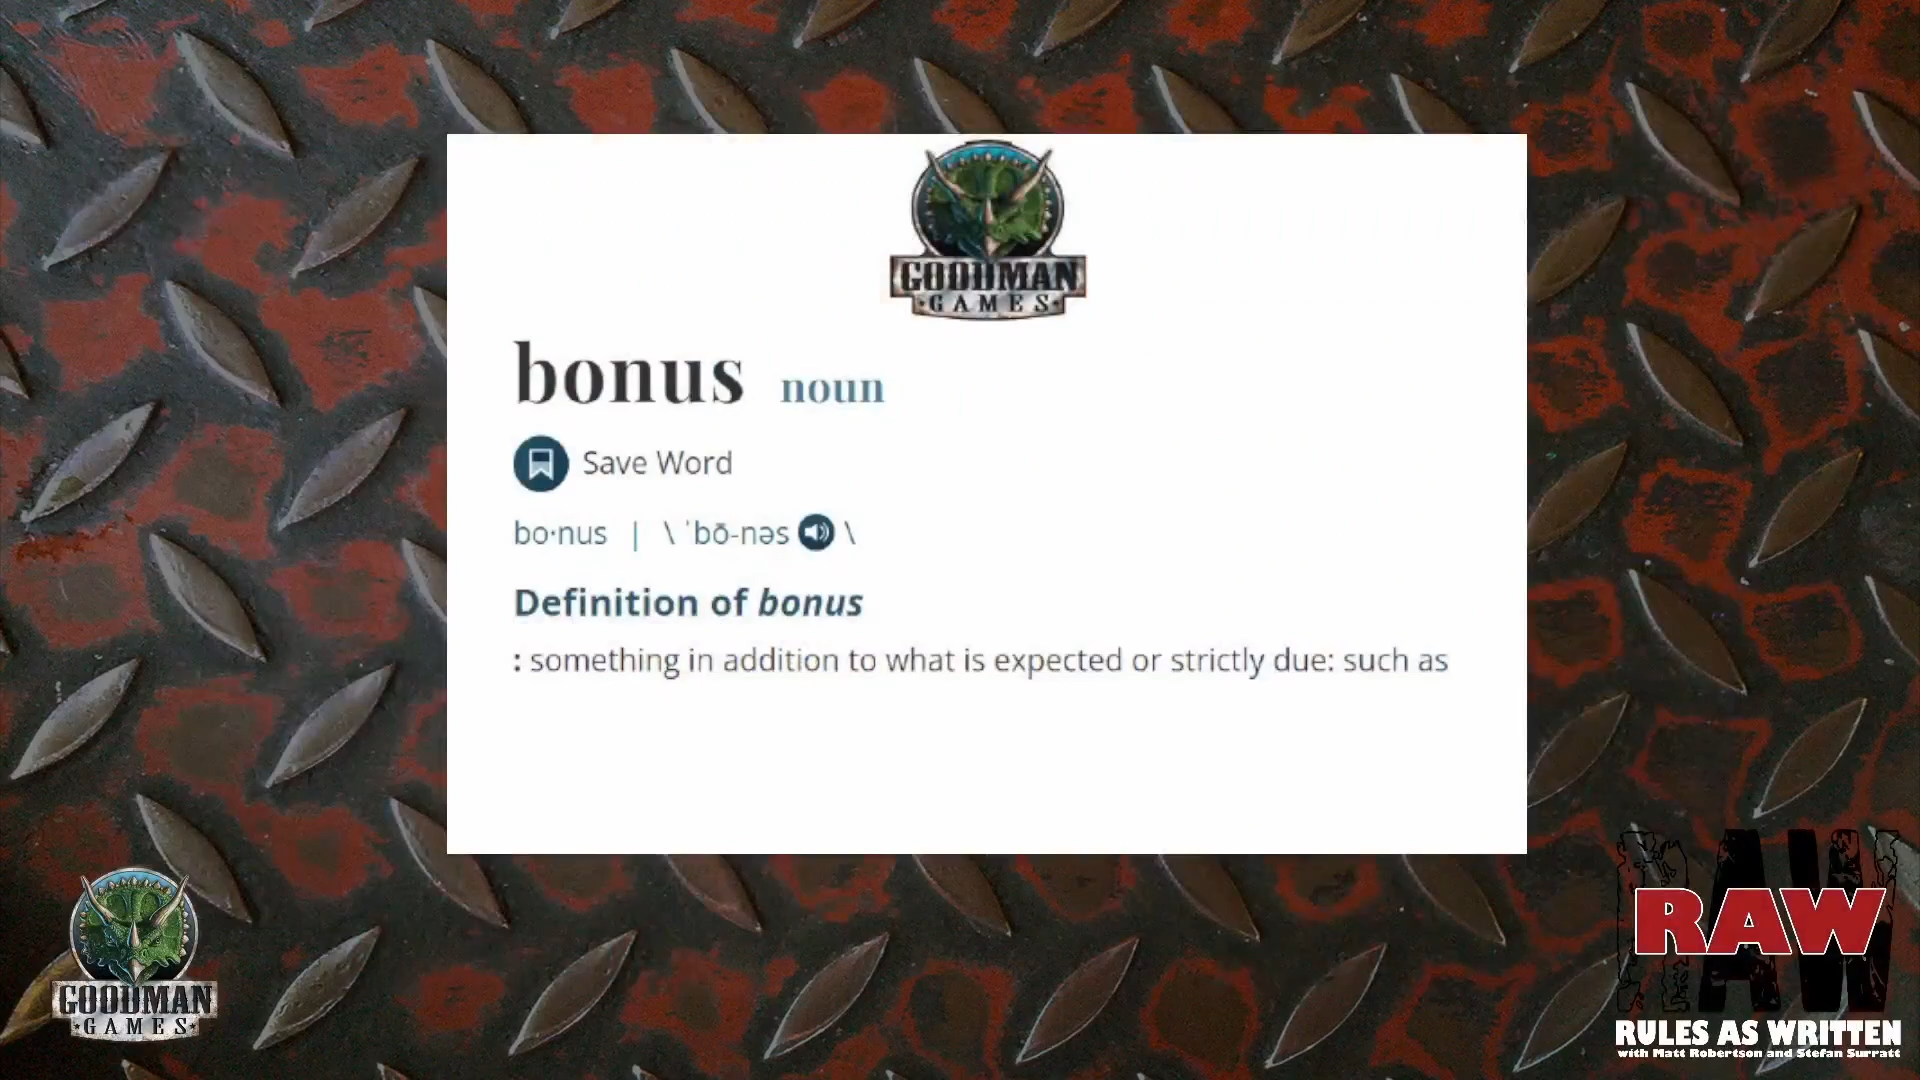 GOODMAN
GAMES
bonus noun
Save Word
bo·nus | \ ˈbō-nəs \
Definition of bonus
: something in addition to what is expected or strictly due: such as
GOODMAN
GAMES
RAW
RAW
RULES AS WRITTEN
with Matt Robertson and Stefan Surratt